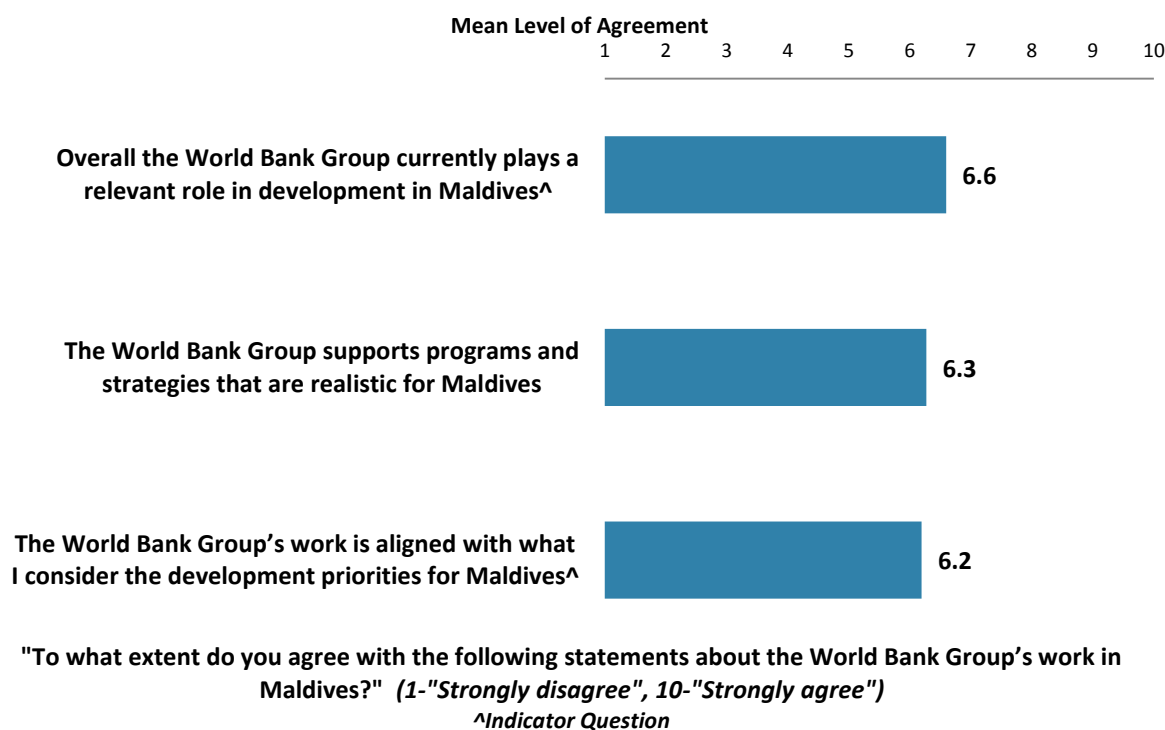 Mean Level of Agreement
1 2 3 4 5 6 7 8 9 10
Overall the World Bank Group currently plays a
relevant role in development in Maldives^
6.6
The World Bank Group supports programs and
strategies that are realistic for Maldives
6.3
The World Bank Group’s work is aligned with what
I consider the development priorities for Maldives^
6.2
"To what extent do you agree with the following statements about the World Bank Group’s work in
Maldives?" (1-"Strongly disagree", 10-"Strongly agree")
^Indicator Question